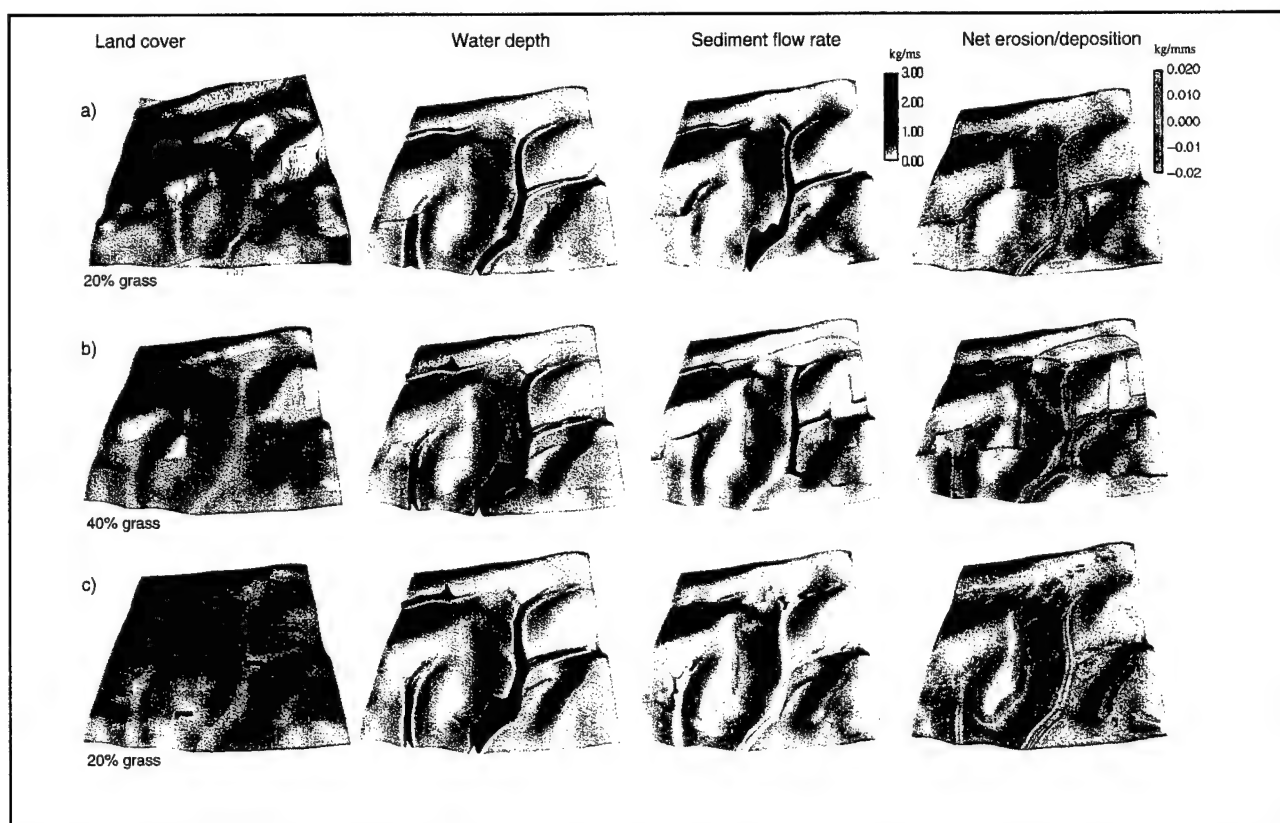 Land cover
Water depth
Sediment flow rate
Net erosion/deposition
kg/ms
3.00
2.00
1.00
0.00
kg/mms
0.020
0.010
0.000
−0.01
−0.02
a)
20% grass
b)
40% grass
c)
20% grass